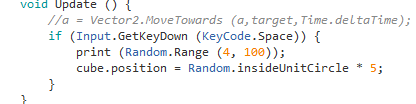 void Update () {
//a = Vector2.MoveTowards (a,target,Time.deltaTime);
if (Input.GetKeyDown (KeyCode.Space)) {
print (Random.Range (4, 100));
cube.position = Random.insideUnitCircle * 5;
}
}